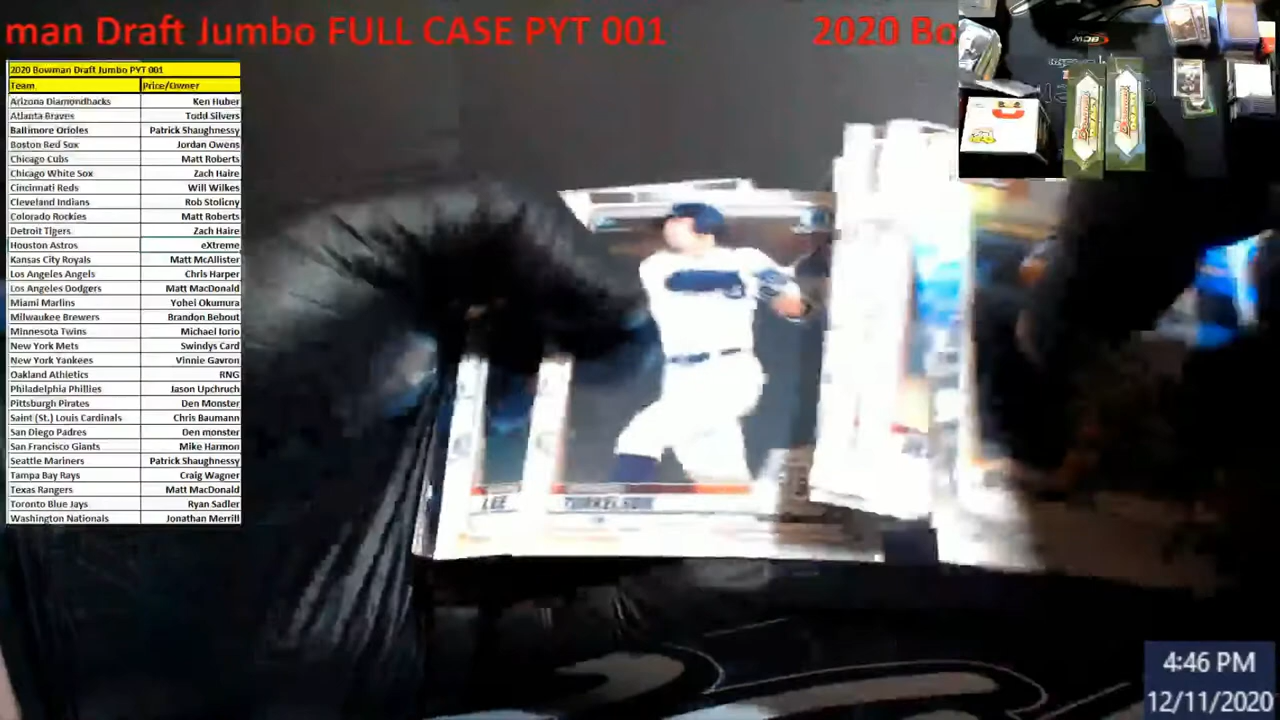 man Draft Jumbo FULL CASE PYT 001 2020 Bo
2020 Bowman Draft Jumbo PYT 001
Team Price/Owner
Arizona Diamondbacks Ken Huber
Atlanta Braves Todd Silvers
Baltimore Orioles Patrick Shaughnessy
Boston Red Sox Jordan Owens
Chicago Cubs Matt Roberts
Chicago White Sox Zach Haire
Cincinnati Reds Will Wilkes
Cleveland Indians Rob Stolicny
Colorado Rockies Matt Roberts
Detroit Tigers Zach Haire
Houston Astros eXtreme
Kansas City Royals Matt McAllister
Los Angeles Angels Chris Harper
Los Angeles Dodgers Matt MacDonald
Miami Marlins Yohei Okumura
Milwaukee Brewers Brandon Bebout
Minnesota Twins Michael Iorio
New York Mets Swindys Card
New York Yankees Vinnie Gavron
Oakland Athletics RNG
Philadelphia Phillies Jason Upchruch
Pittsburgh Pirates Den Monster
Saint (St.) Louis Cardinals Chris Baumann
San Diego Padres Den monster
San Francisco Giants Mike Harmon
Seattle Mariners Patrick Shaughnessy
Tampa Bay Rays Craig Wagner
Texas Rangers Matt MacDonald
Toronto Blue Jays Ryan Sadler
Washington Nationals Jonathan Merrill
LEE
TORKELSON
4:46 PM
12/11/2020